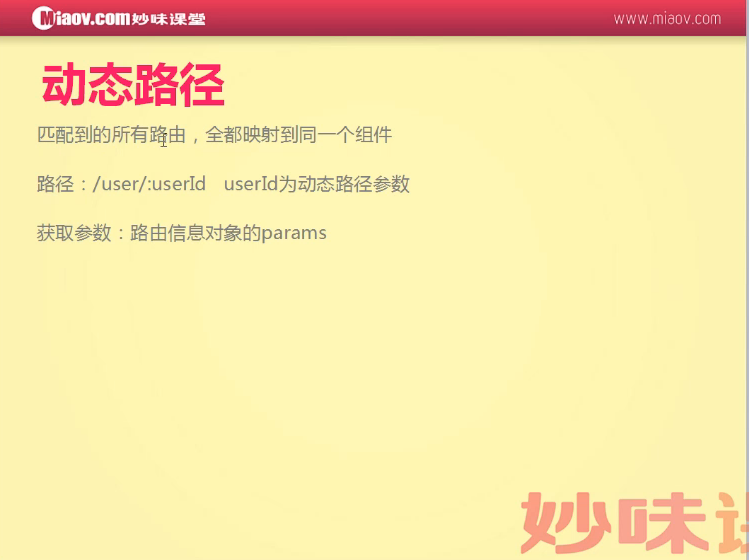 Miaov.com妙味课堂
www.miaov.com
动态路径
匹配到的所有路由，全都映射到同一个组件
路径：/user/:userId userId为动态路径参数
获取参数：路由信息对象的params
妙味课